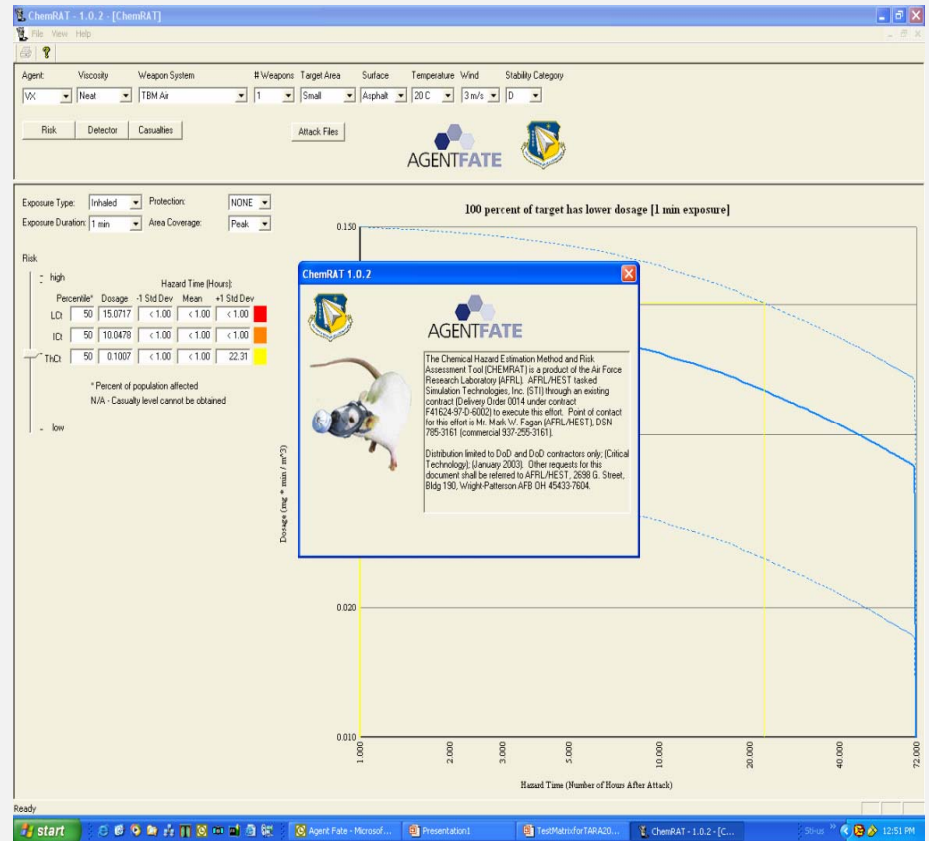 ChemRAT - 1.0.2 - [ChemRAT]
File View Help
Agent: Viscosity Weapon System # Weapons Target Area Surface Temperature Wind Stability Category
VX Neat TBM Air 1 Small Asphalt 20 C 3 m/s D
Risk Detector Casualties Attack Files
AGENTFATE
Exposure Type: Inhaled Protection: NONE
Exposure Duration: 1 min Area Coverage: Peak
Risk
high
Hazard Time (Hours):
Percentile* Dosage -1 Std Dev Mean +1 Std Dev
LCt 50 15.0717 < 1.00 < 1.00 < 1.00
ICt 50 10.0478 < 1.00 < 1.00 < 1.00
ThCt 50 0.1007 < 1.00 < 1.00 22.31
* Percent of population affected
N/A - Casualty level cannot be obtained
low
100 percent of target has lower dosage [1 min exposure]
0.150
Dosage (mg * min / m^3)
0.020
0.010
1.000 2.000 3.000 5.000 10.000 20.000 40.000 72.000
Hazard Time (Number of Hours After Attack)
ChemRAT 1.0.2
AGENTFATE
The Chemical Hazard Estimation Method and Risk
Assessment Tool (CHEMRAT) is a product of the Air Force
Research Laboratory (AFRL). AFRL/HEST tasked
Simulation Technologies, Inc. (STI) through an existing
contract (Delivery Order 0014 under contract
F41624-97-D-6002) to execute this effort. Point of contact
for this effort is Mr. Mark W. Fagan (AFRL/HEST), DSN
785-3161 (commercial 937-255-3161).
Distribution limited to DoD and DoD contractors only; (Critical
Technology); (January 2003). Other requests for this
document shall be referred to AFRL/HEST, 2698 G. Street,
Bldg 190, Wright-Patterson AFB OH 45433-7604.
Ready
start Agent Fate - Microsof... Presentation1 TestMatrixforTARA20... ChemRAT - 1.0.2 - [C... 12:51 PM